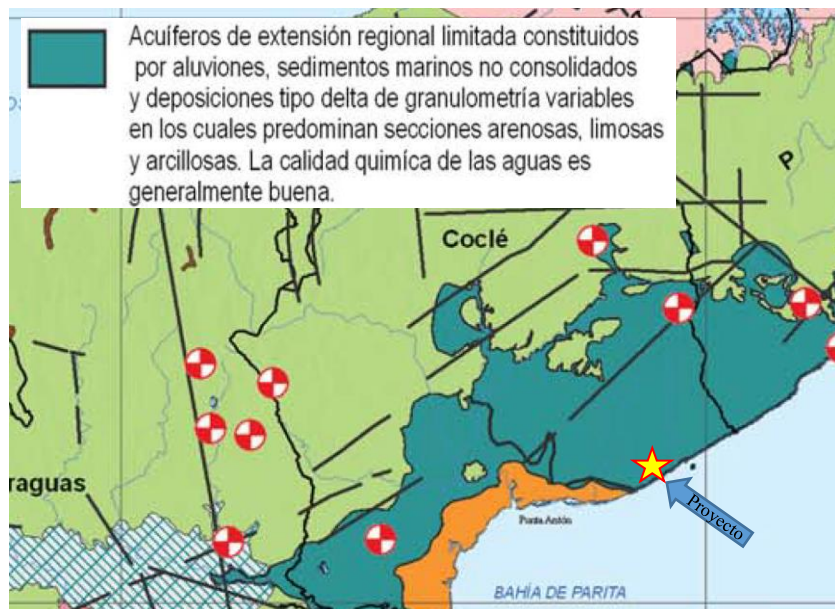 Acuíferos de extensión regional limitada constituidos
por aluviones, sedimentos marinos no consolidados
y deposiciones tipo delta de granulometría variables
en los cuales predominan secciones arenosas, limosas
y arcillosas. La calidad quimíca de las aguas es
generalmente buena.
P
Coclé
raguas
Proyecto
Punta Antón
BAHÍA DE PARITA